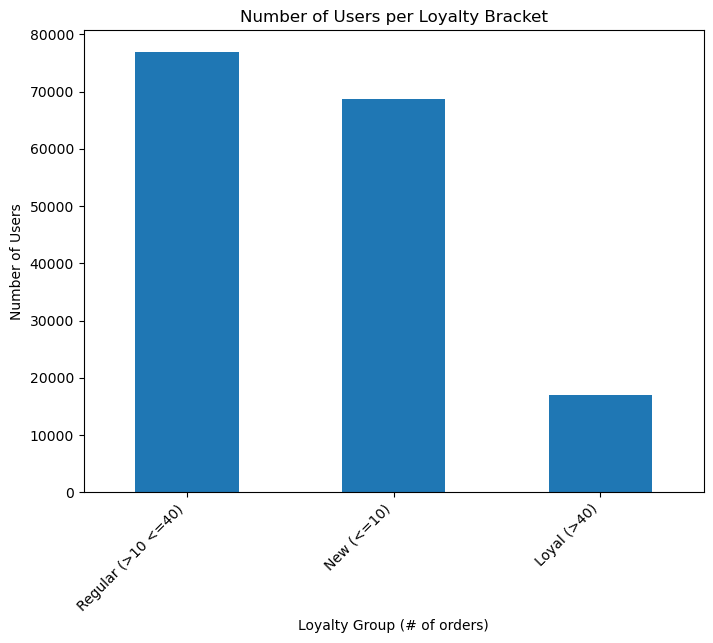 Number of Users per Loyalty Bracket
Number of Users
80000
70000
60000
50000
40000
30000
20000
10000
0
Regular (>10 <=40)
New (<=10)
Loyal (>40)
Loyalty Group (# of orders)